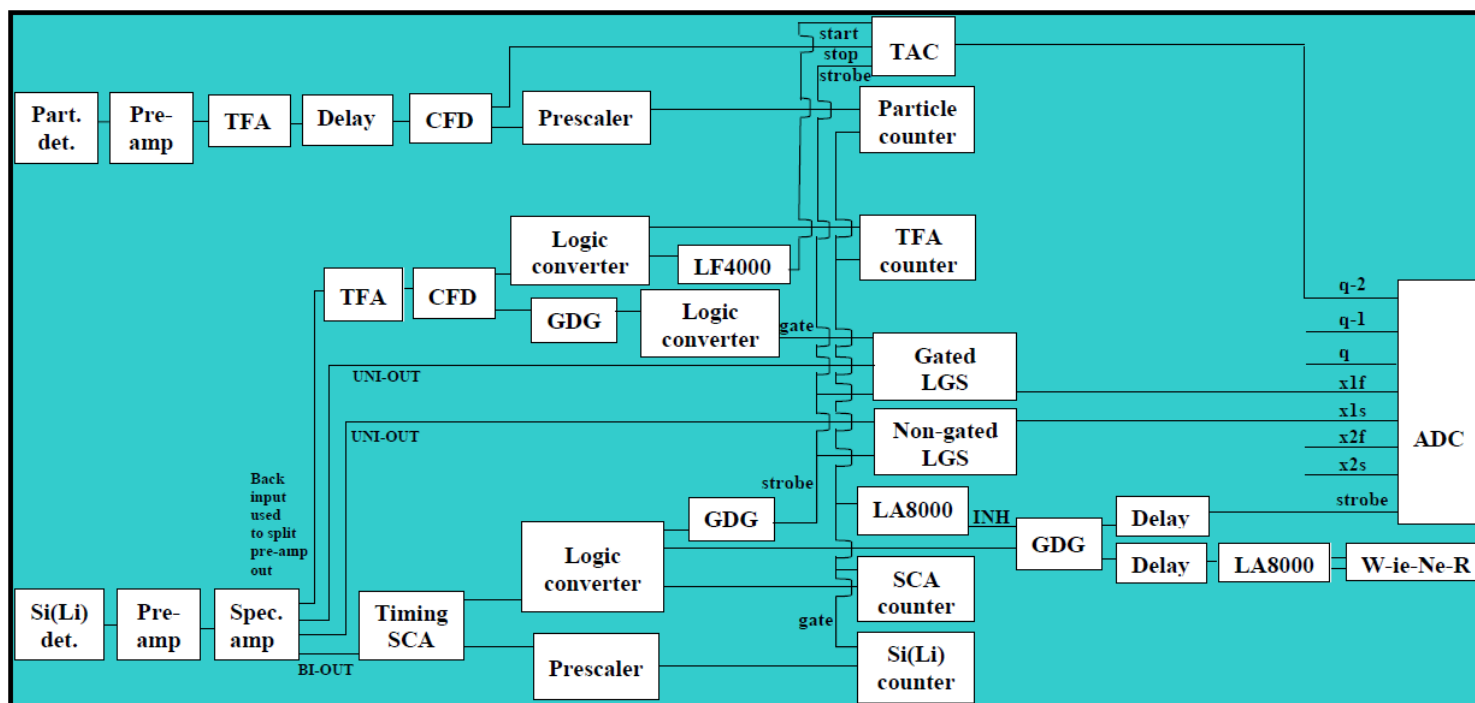 start
stop
strobe
TAC
Part.
det.
Pre-
amp
TFA
Delay
CFD
Prescaler
Particle
counter
Logic
converter
LF4000
TFA
counter
TFA
CFD
GDG
Logic
converter
gate
Gated
LGS
UNI-OUT
UNI-OUT
Non-gated
LGS
q-2
q-1
q
x1f
x1s
x2f
x2s
strobe
ADC
Back
input
used
to split
pre-amp
out
strobe
GDG
LA8000
INH
GDG
Delay
Delay
LA8000
W-ie-Ne-R
Logic
converter
SCA
counter
Si(Li)
det.
Pre-
amp
Spec.
amp
BI-OUT
Timing
SCA
Prescaler
gate
Si(Li)
counter